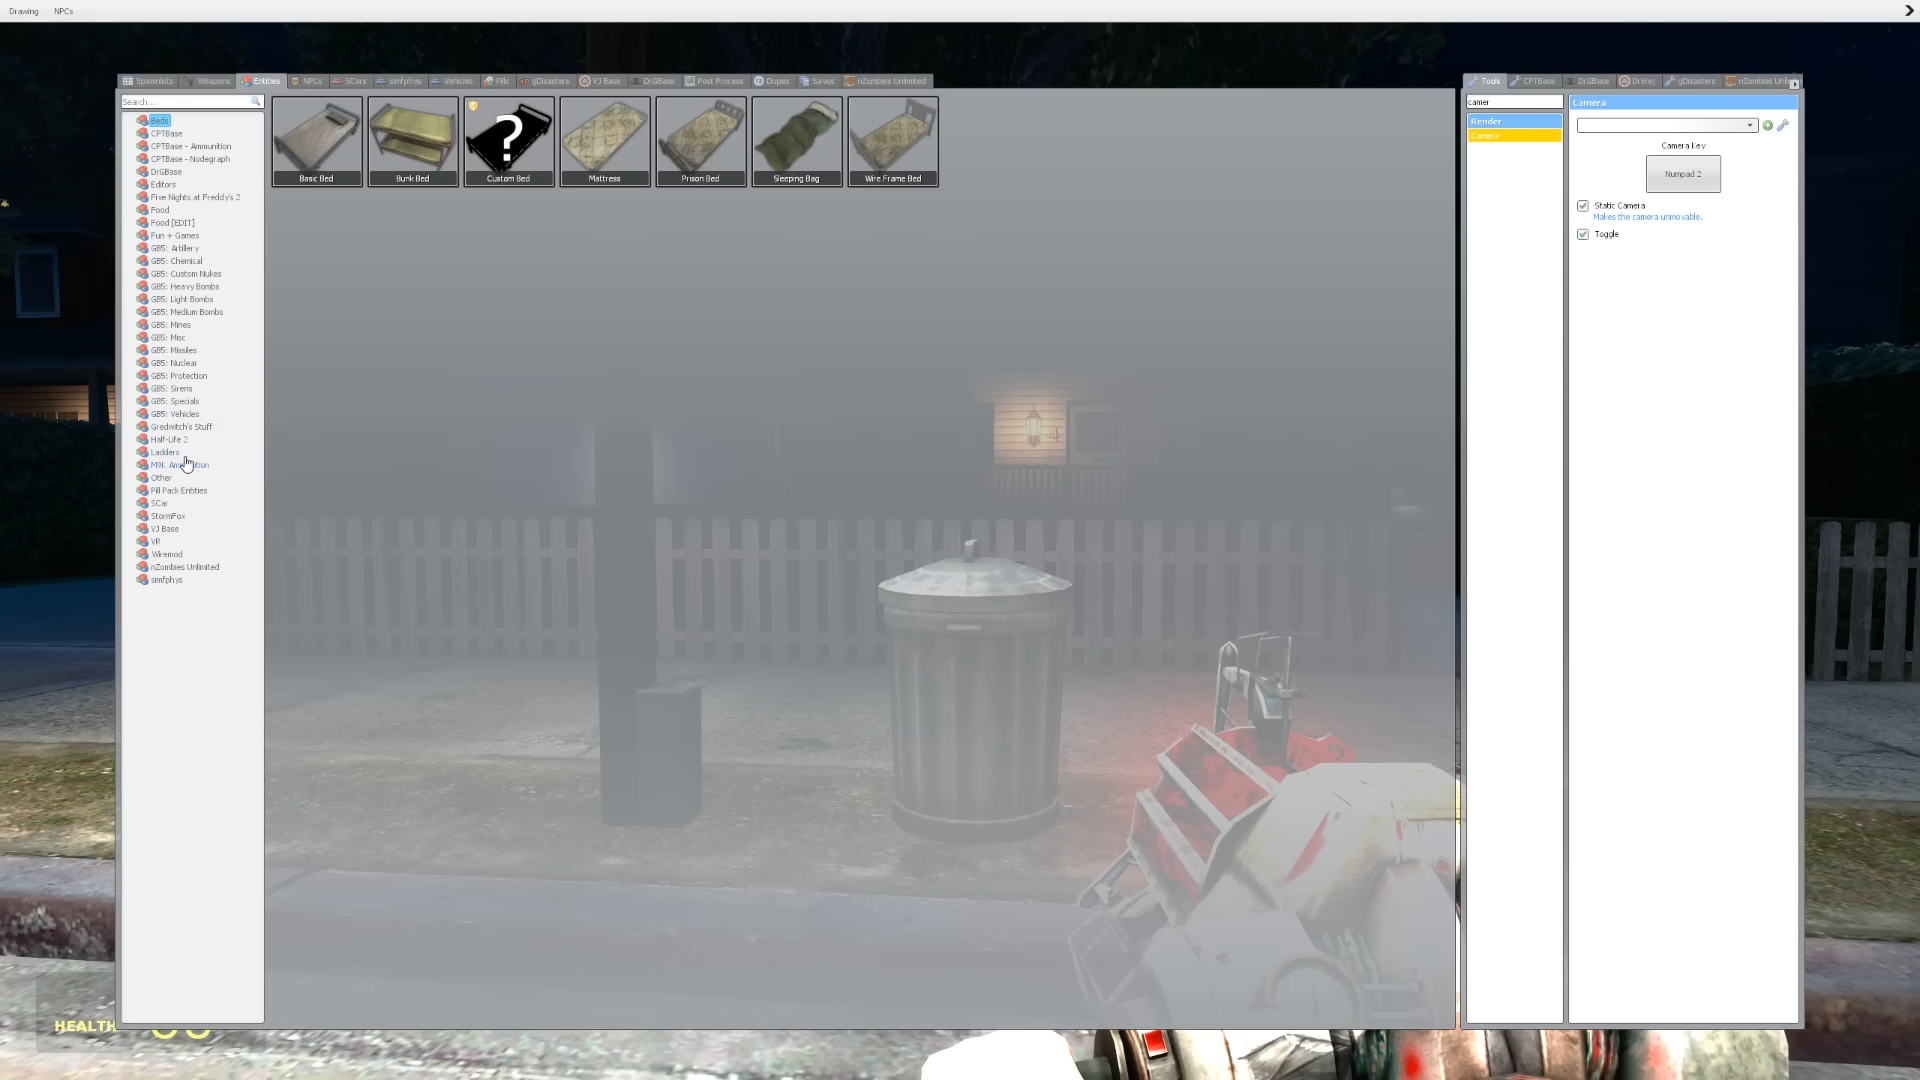 Drawing NPCs
Spawnlists Weapons Entities NPCs SCars simfphys Vehicles Pills gDisasters VJ Base DrGBase Post Process Dupes Saves nZombies Unlimited
Tools CPTBase DrGBase gDisasters
Search...
Beds
CPTBase
CPTBase - Ammunition
CPTBase - Nodegraph
DrGBase
Editors
Five Nights at Freddy's 2
Food
Food [EDIT]
Fun + Games
GB5: Artillery
GB5: Chemical
GB5: Custom Nukes
GB5: Heavy Bombs
GB5: Light Bombs
GB5: Medium Bombs
GB5: Mines
GB5: Misc
GB5: Missiles
GB5: Nuclear
GB5: Protection
GB5: Sirens
GB5: Specials
GB5: Vehicles
Gredwitch's Stuff
Half-Life 2
Ladders
M9K
Other
Pill Pack Entities
SCar
StormFox
VJ Base
VR
Wiremod
nZombies Unlimited
simfphys
Basic Bed
Bunk Bed
?
Custom Bed
Mattress
Prison Bed
Sleeping Bag
Wire Frame Bed
camer
Render
Camera
Camera
Camera Key
Numpad 2
Static Camera
Makes the camera unmovable.
Toggle
HEALTH